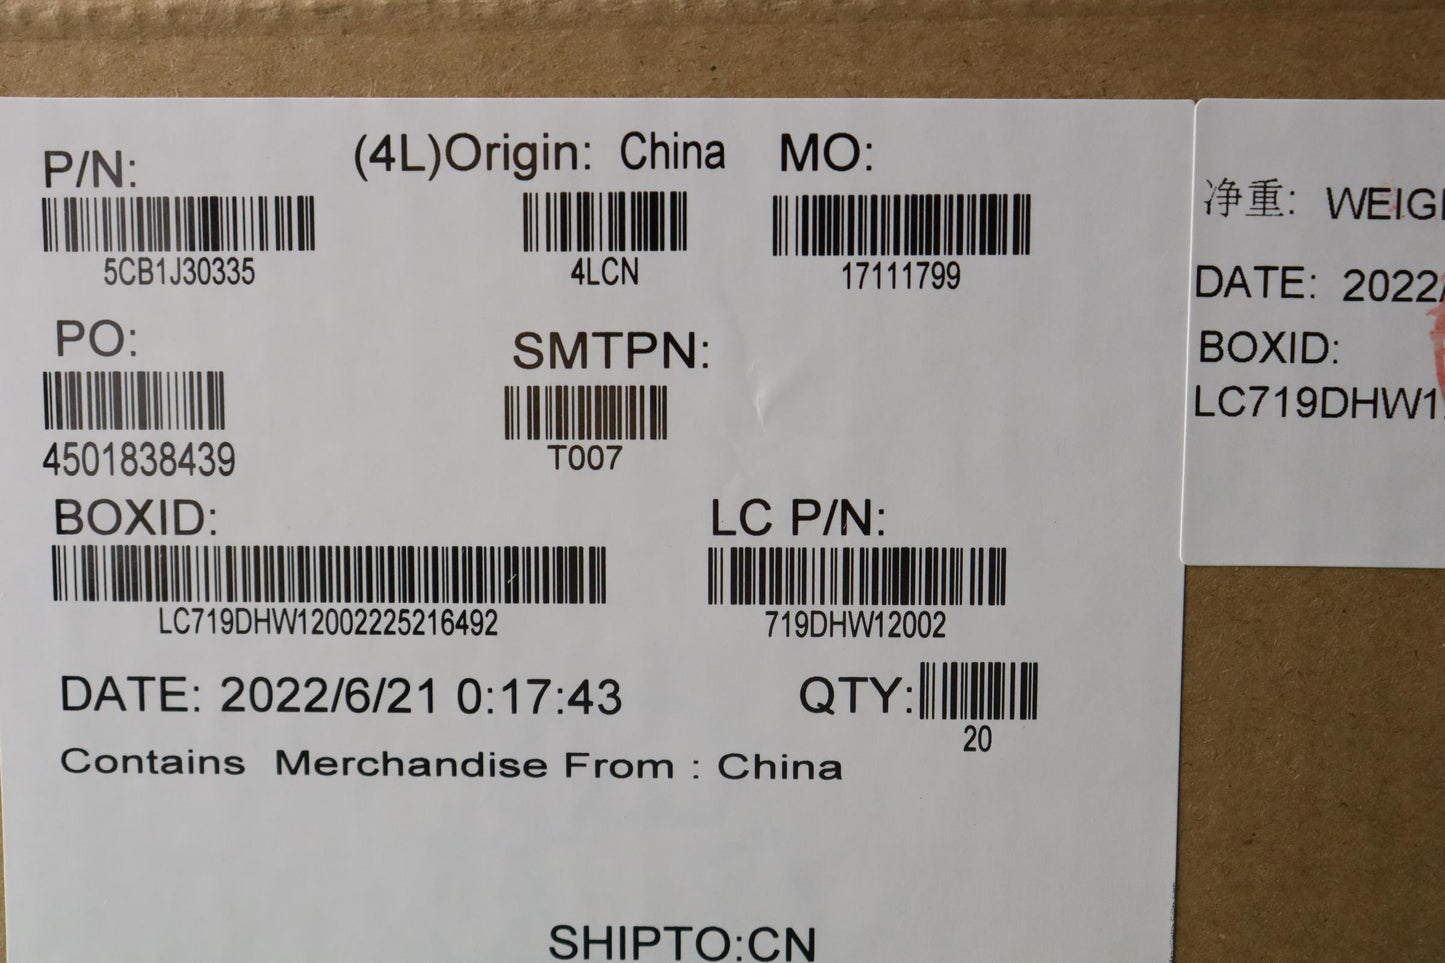 P/N:
(4L)Origin: China
MO:
5CB1J30335
4LCN
17111799
PO:
SMTPN:
4501838439
T007
BOXID:
LC P/N:
LC719DHW12002225216492
719DHW12002
DATE: 2022/6/21 0:17:43
QTY:
20
Contains Merchandise From : China
SHIPTO:CN
净重:
DATE: 2022/
BOXID:
LC719DHW1